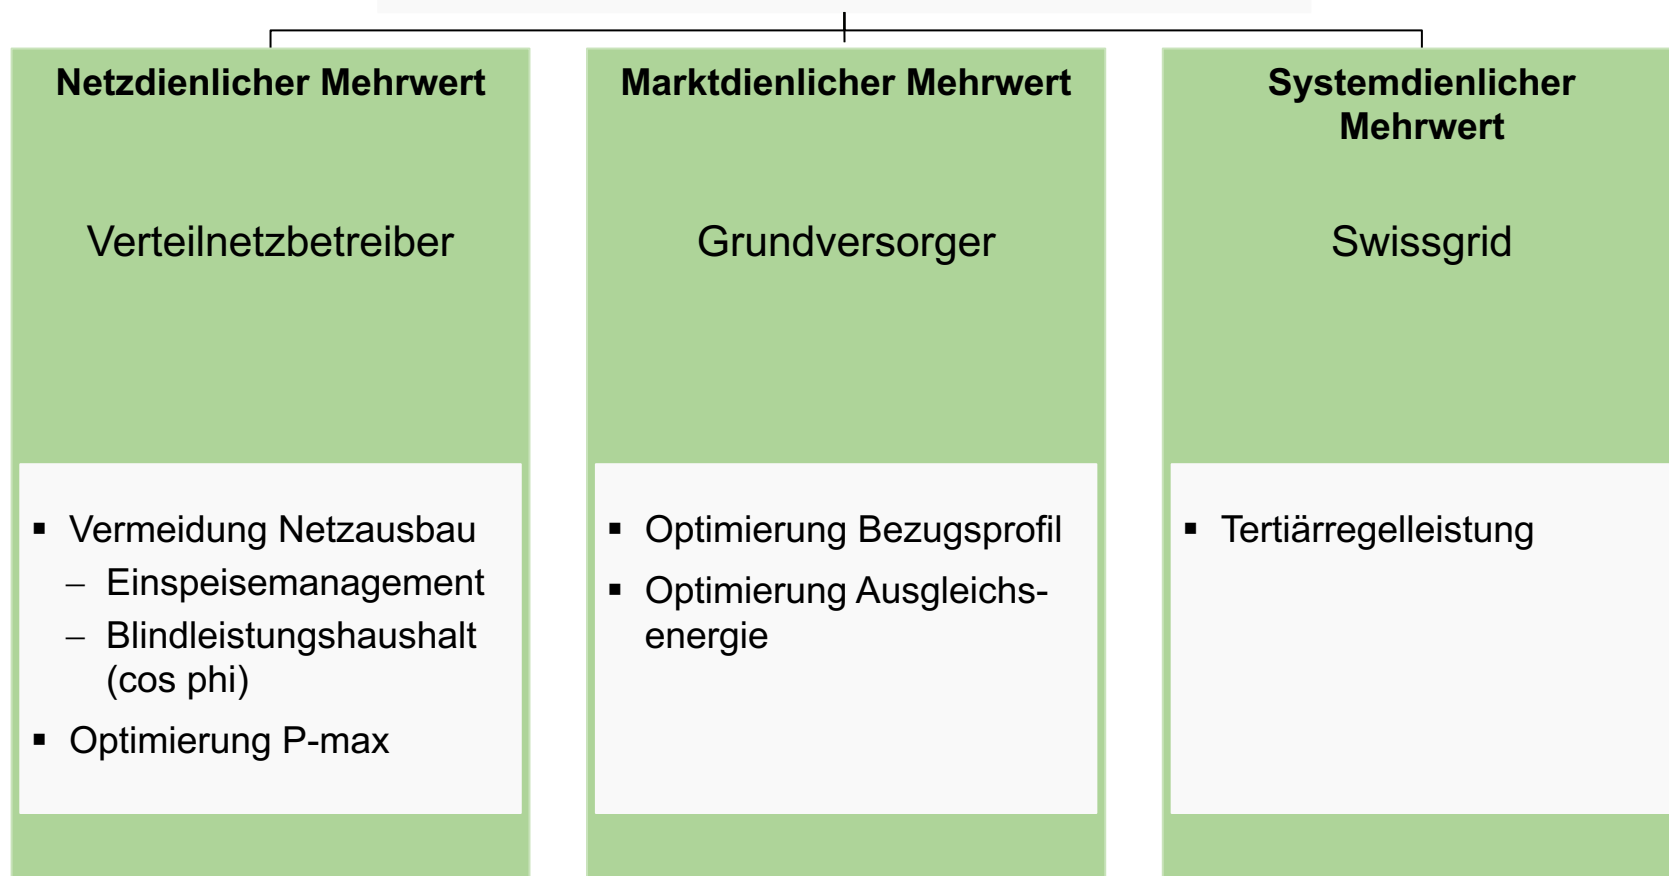 Netzdienlicher Mehrwert
Verteilnetzbetreiber
▪ Vermeidung Netzausbau
– Einspeisemanagement
– Blindleistungshaushalt
(cos phi)
▪ Optimierung P-max
Marktdienlicher Mehrwert
Grundversorger
▪ Optimierung Bezugsprofil
▪ Optimierung Ausgleichs-
energie
Systemdienlicher
Mehrwert
Swissgrid
▪ Tertiärregelleistung